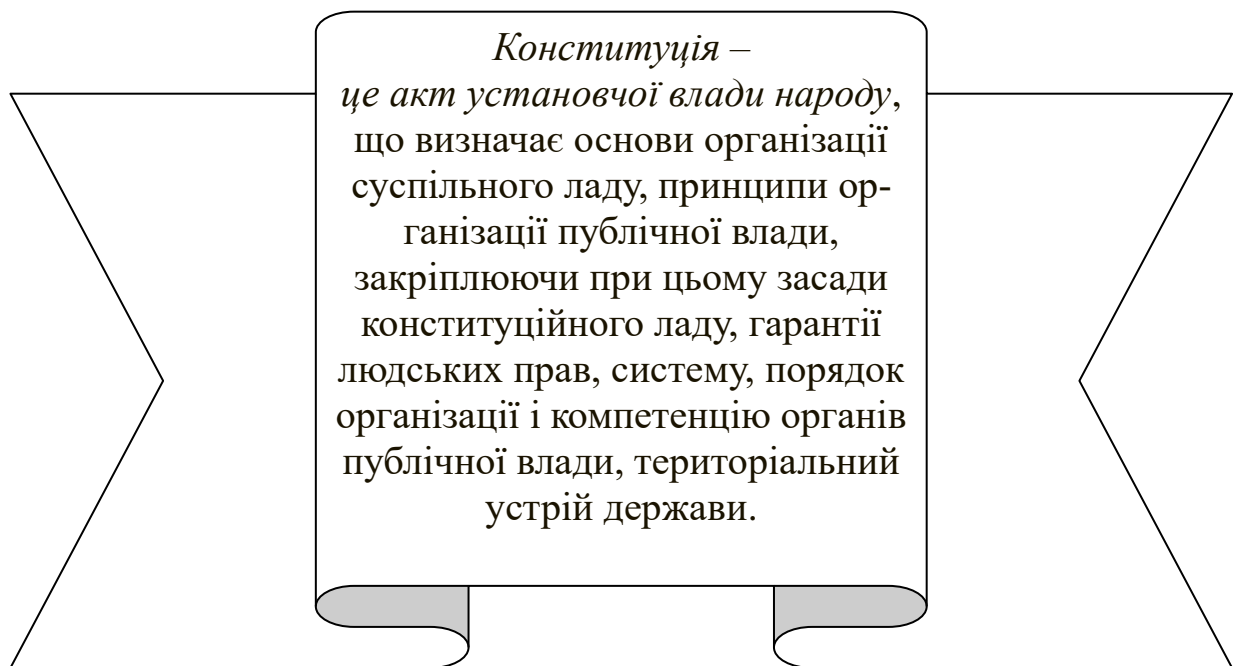 Конституція –
це акт установчої влади народу,
що визначає основи організації
суспільного ладу, принципи ор-
ганізації публічної влади,
закріплюючи при цьому засади
конституційного ладу, гарантії
людських прав, систему, порядок
організації і компетенцію органів
публічної влади, територіальний
устрій держави.